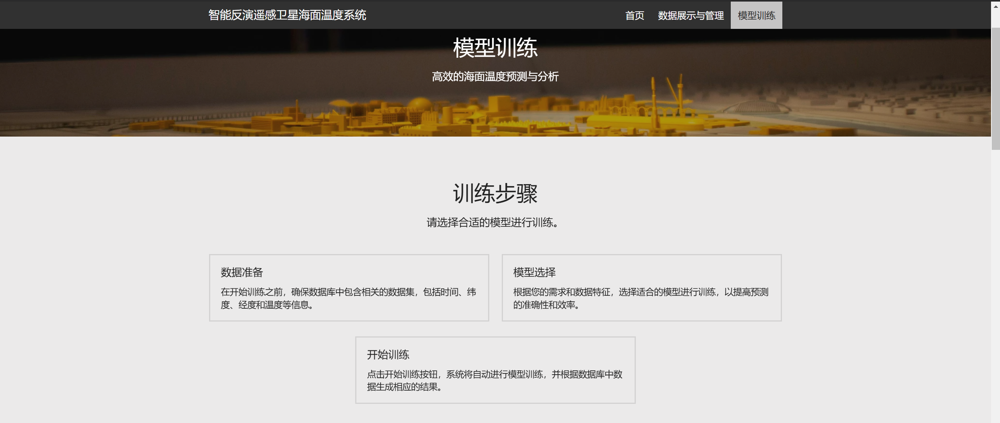 智能反演遥感卫星海面温度系统
首页 数据展示与管理 模型训练
模型训练
高效的海面温度预测与分析
训练步骤
请选择合适的模型进行训练。
数据准备
在开始训练之前，确保数据库中包含相关的数据集，包括时间、纬
度、经度和温度等信息。
模型选择
根据您的需求和数据特征，选择适合的模型进行训练，以提高预测
的准确性和效率。
开始训练
点击开始训练按钮，系统将自动进行模型训练，并根据数据库中数
据生成相应的结果。